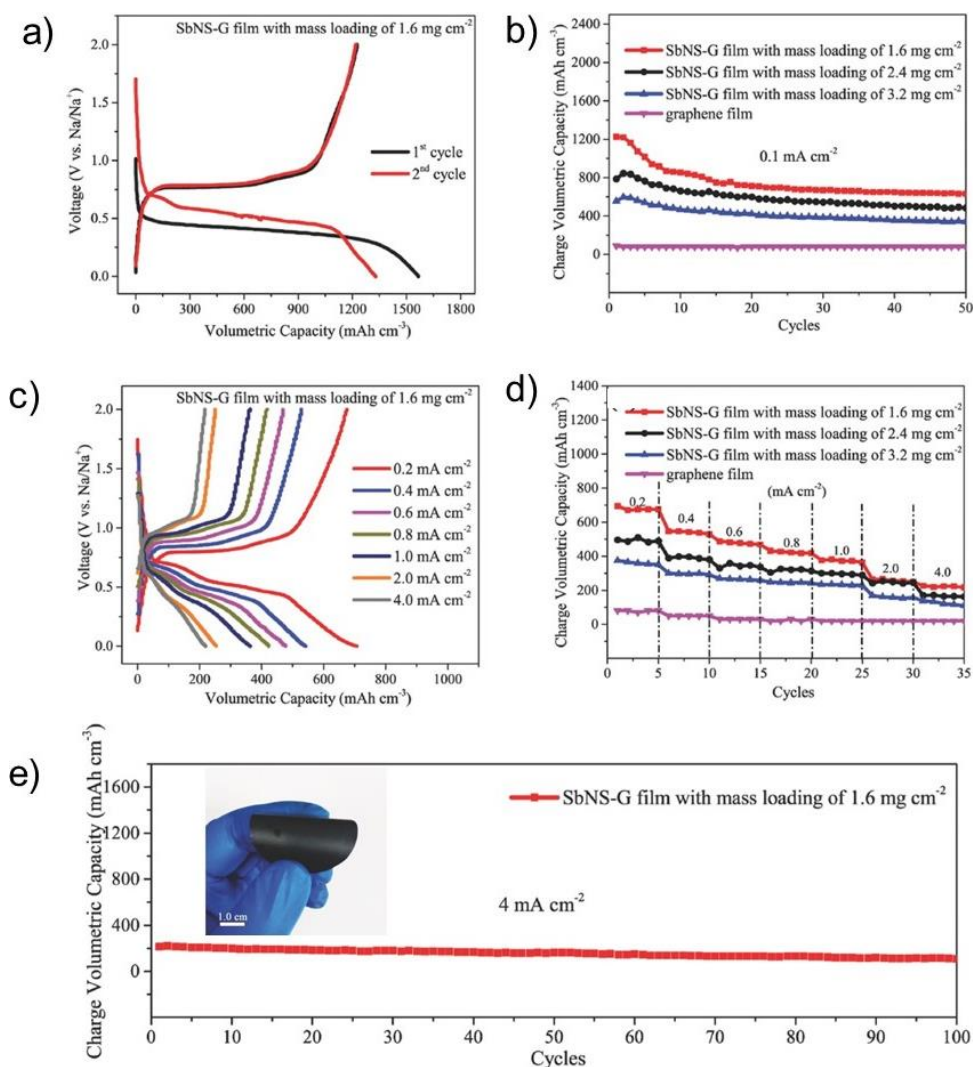 a)
SbNS-G film with mass loading of 1.6 mg cm⁻²
2.0
1.5
1.0
0.5
0.0
Voltage (V vs. Na/Na⁺)
1ˢᵗ cycle
2ⁿᵈ cycle
0 300 600 900 1200 1500 1800
Volumetric Capacity (mAh cm⁻³)
b)
Charge Volumetric Capacity (mAh cm⁻³)
2400
2000
1600
1200
800
400
0
SbNS-G film with mass loading of 1.6 mg cm⁻²
SbNS-G film with mass loading of 2.4 mg cm⁻²
SbNS-G film with mass loading of 3.2 mg cm⁻²
graphene film
0.1 mA cm⁻²
0 10 20 30 40 50
Cycles
c)
SbNS-G film with mass loading of 1.6 mg cm⁻²
2.0
1.5
1.0
0.5
0.0
Voltage (V vs. Na/Na⁺)
0.2 mA cm⁻²
0.4 mA cm⁻²
0.6 mA cm⁻²
0.8 mA cm⁻²
1.0 mA cm⁻²
2.0 mA cm⁻²
4.0 mA cm⁻²
0 200 400 600 800 1000
Volumetric Capacity (mAh cm⁻³)
d)
Charge Volumetric Capacity (mAh cm⁻³)
1400
1200
1000
800
600
400
200
0
SbNS-G film with mass loading of 1.6 mg cm⁻²
SbNS-G film with mass loading of 2.4 mg cm⁻²
SbNS-G film with mass loading of 3.2 mg cm⁻²
graphene film
(mA cm⁻²)
0.2 0.4 0.6 0.8 1.0 2.0 4.0
0 5 10 15 20 25 30 35
Cycles
e)
Charge Volumetric Capacity (mAh cm⁻³)
1600
1200
800
400
0
SbNS-G film with mass loading of 1.6 mg cm⁻²
1.0 cm
4 mA cm⁻²
0 10 20 30 40 50 60 70 80 90 100
Cycles